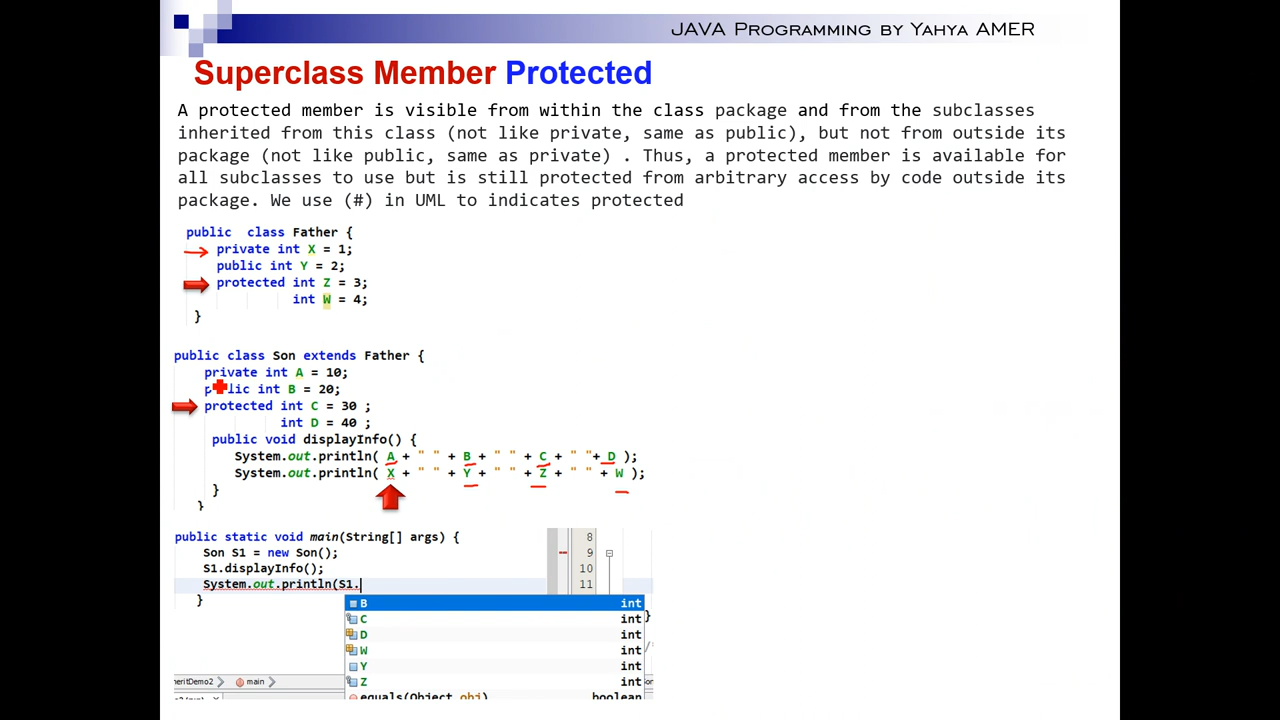 JAVA Programming by Yahya AMER
Superclass Member Protected
A protected member is visible from within the class package and from the subclasses
inherited from this class (not like private, same as public), but not from outside its
package (not like public, same as private) . Thus, a protected member is available for
all subclasses to use but is still protected from arbitrary access by code outside its
package. We use (#) in UML to indicates protected
public class Father {
private int X = 1;
public int Y = 2;
protected int Z = 3;
int W = 4;
}
public class Son extends Father {
private int A = 10;
lic int B = 20;
protected int C = 30 ;
int D = 40 ;
public void displayInfo() {
System.out.println( A + " " + B + " " + C + " "+ D );
System.out.println( X + " " + Y + " " + Z + " " + W );
}
}
public static void main(String[] args) {
Son S1 = new Son();
S1.displayInfo();
System.out.println(S1.
}
8
9
10
11
B int
C int
D int
W int
Y int
Z int
equals(Object obj) boolean
heritDemo2 main